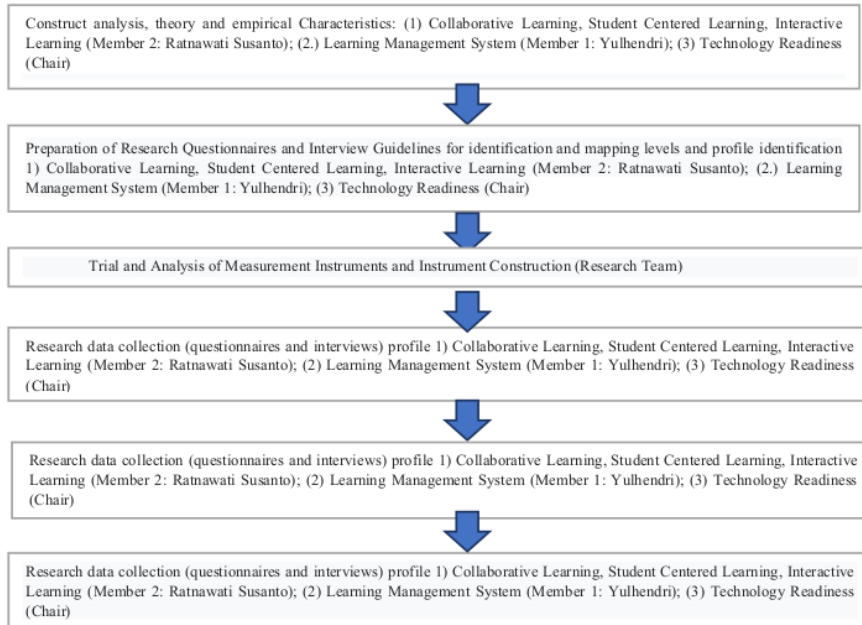 Construct analysis, theory and empirical Characteristics: (1) Collaborative Learning, Student Centered Learning, Interactive
Learning (Member 2: Ratnawati Susanto); (2.) Learning Management System (Member 1: Yulhendri); (3) Technology Readiness
(Chair)
Preparation of Research Questionnaires and Interview Guidelines for identification and mapping levels and profile identification
1) Collaborative Learning, Student Centered Learning, Interactive Learning (Member 2: Ratnawati Susanto); (2.) Learning
Management System (Member 1: Yulhendri); (3) Technology Readiness (Chair)
Trial and Analysis of Measurement Instruments and Instrument Construction (Research Team)
Research data collection (questionnaires and interviews) profile 1) Collaborative Learning, Student Centered Learning, Interactive
Learning (Member 2: Ratnawati Susanto); (2) Learning Management System (Member 1: Yulhendri); (3) Technology Readiness
(Chair)
Research data collection (questionnaires and interviews) profile 1) Collaborative Learning, Student Centered Learning, Interactive
Learning (Member 2: Ratnawati Susanto); (2) Learning Management System (Member 1: Yulhendri); (3) Technology Readiness
(Chair)
Research data collection (questionnaires and interviews) profile 1) Collaborative Learning, Student Centered Learning, Interactive
Learning (Member 2: Ratnawati Susanto); (2) Learning Management System (Member 1: Yulhendri); (3) Technology Readiness
(Chair)